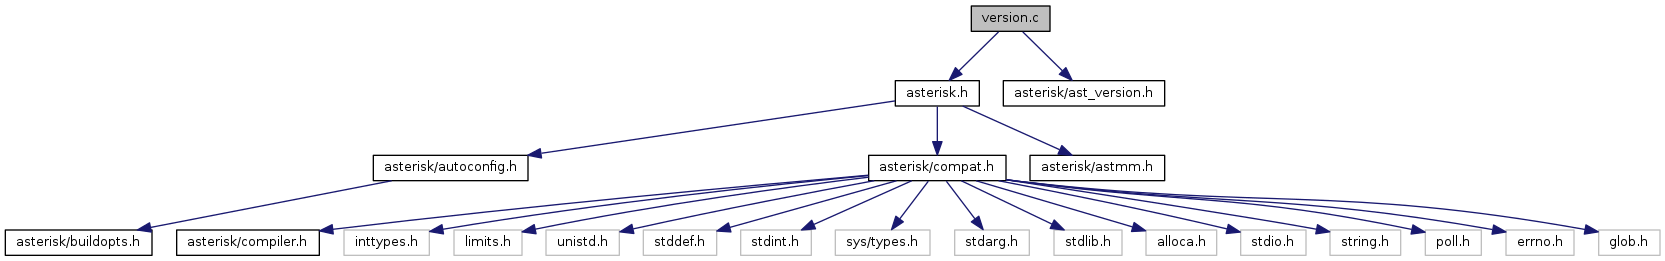 version.c
asterisk.h
asterisk/ast_version.h
asterisk/autoconfig.h
asterisk/compat.h
asterisk/astmm.h
asterisk/buildopts.h
asterisk/compiler.h
inttypes.h
limits.h
unistd.h
stddef.h
stdint.h
sys/types.h
stdarg.h
stdlib.h
alloca.h
stdio.h
string.h
poll.h
errno.h
glob.h